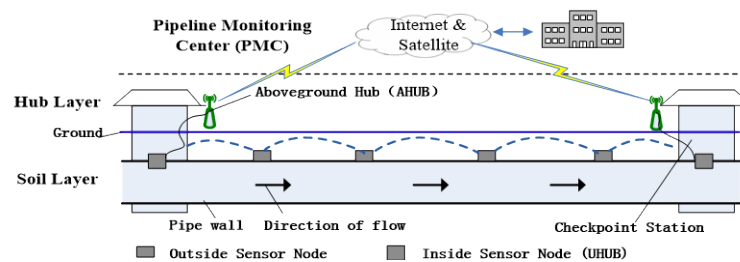 Pipeline Monitoring
Center (PMC)
Internet &
Satellite
Hub Layer
Aboveground Hub (AHUB)
Ground
Soil Layer
Pipe wall
Direction of flow
Checkpoint Station
Outside Sensor Node
Inside Sensor Node (UHUB)